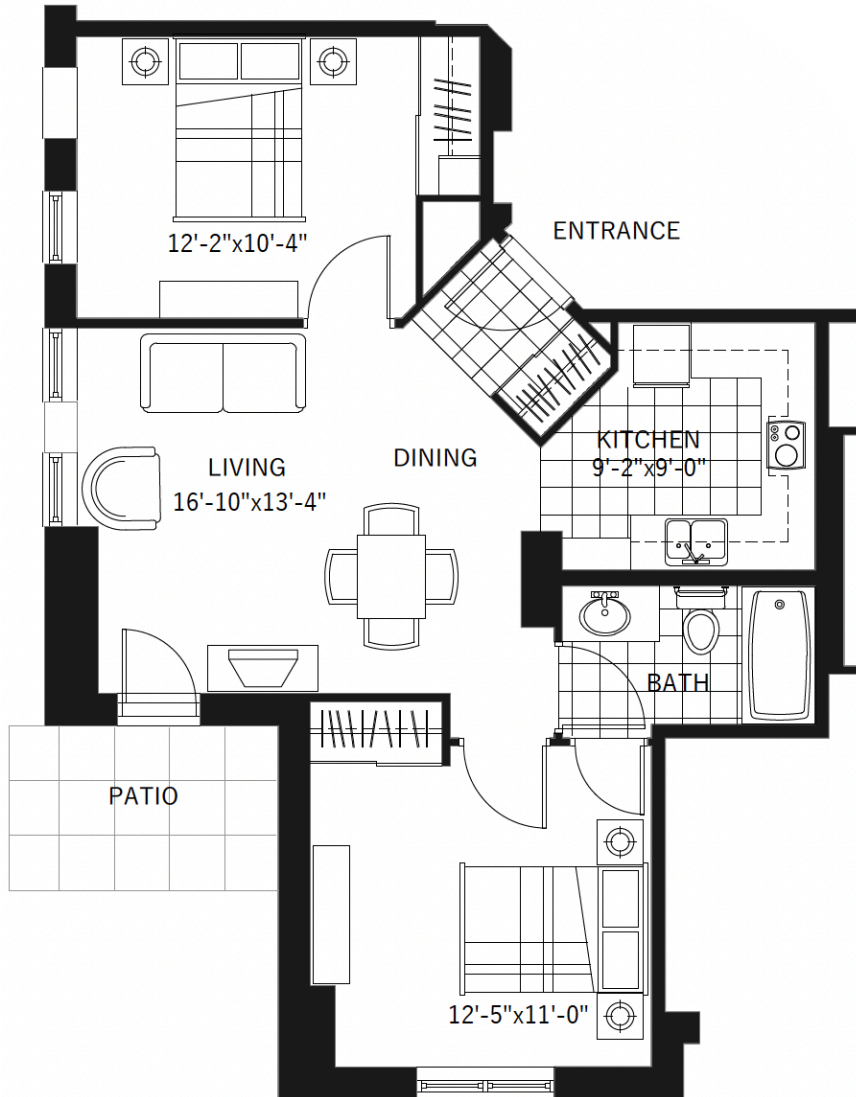 12'-2"x10'-4"
ENTRANCE
KITCHEN
9'-2"x9'-0"
DINING
LIVING
16'-10"x13'-4"
BATH
PATIO
12'-5"x11'-0"